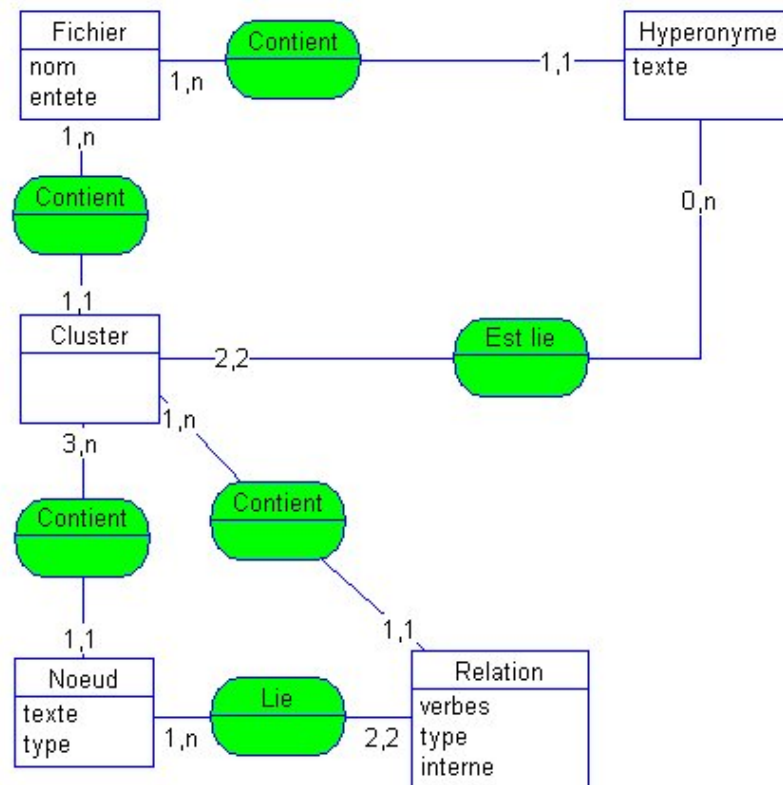 Fichier
nom
entete
1,n
Contient
1,1
Hyperonyme
texte
1,n
Contient
1,1
0,n
Cluster
2,2
Est lie
3,n
1,n
Contient
Contient
1,1
1,1
Noeud
texte
type
1,n
Lie
2,2
Relation
verbes
type
interne